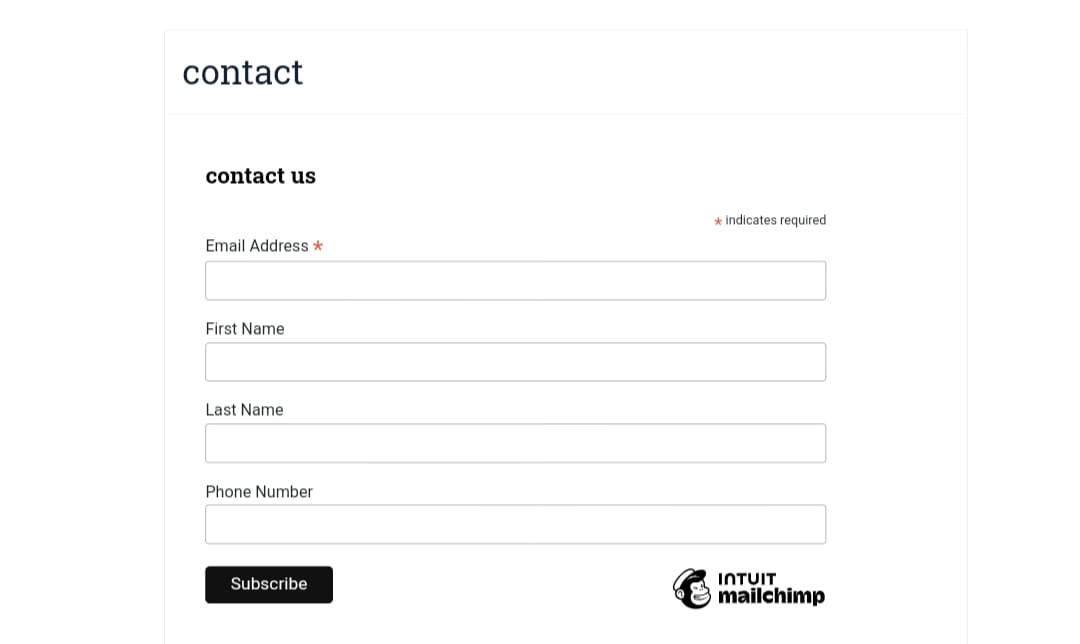 contact
contact us
* indicates required
Email Address *
First Name
Last Name
Phone Number
Subscribe
INTUIT
mailchimp